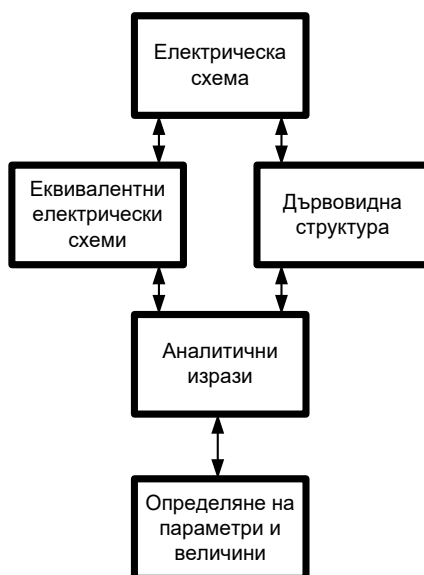 Електрическа
схема
Еквивалентни
електрически
схеми
Дървовидна
структура
Аналитични
изрази
Определяне на
параметри и
величини